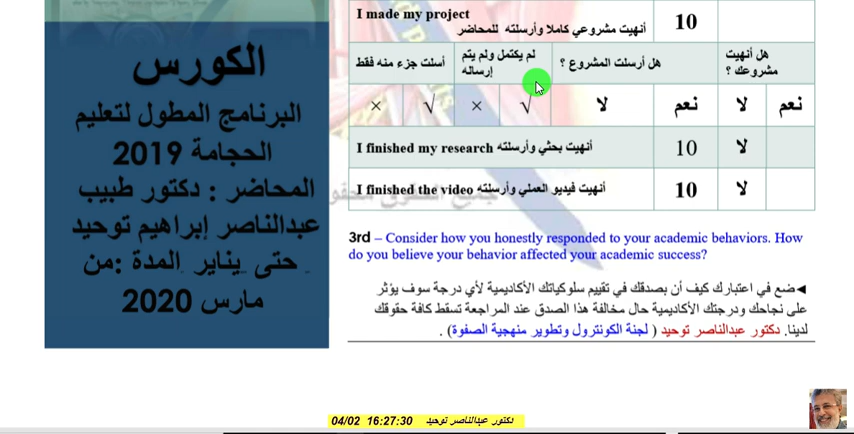 الكورس
البرنامج المطول لتعليم
الحجامة 2019
المحاضر : دكتور طبيب
عبدالناصر إبراهيم توحيد
حتى يناير المدة :من
مارس 2020
I made my project
أنهيت مشروعي كاملا وأرسلته للمحاضر
10
أسلت جزء منه فقط
لم يكتمل ولم يتم
إرساله
هل أرسلت المشروع ؟
هل أنهيت
مشروعك ؟
× √ × √ لا نعم لا نعم
I finished my research أنهيت بحثي وأرسلته 10 لا
I finished the video أنهيت فيديو العملي وأرسلته 10 لا
جميع الحقوق
3rd – Consider how you honestly responded to your academic behaviors. How
do you believe your behavior affected your academic success?
◄ضع في اعتبارك كيف أن بصدقك في تقييم سلوكياتك الأكاديمية لأي درجة سوف يؤثر
على نجاحك ودرجتك الأكاديمية حال مخالفة هذا الصدق عند المراجعة تسقط كافة حقوقك
لدينا. دكتور عبدالناصر توحيد ( لجنة الكونترول وتطوير منهجية الصفوة) .
04/02 16:27:30 دكتور عبدالناصر توحيد